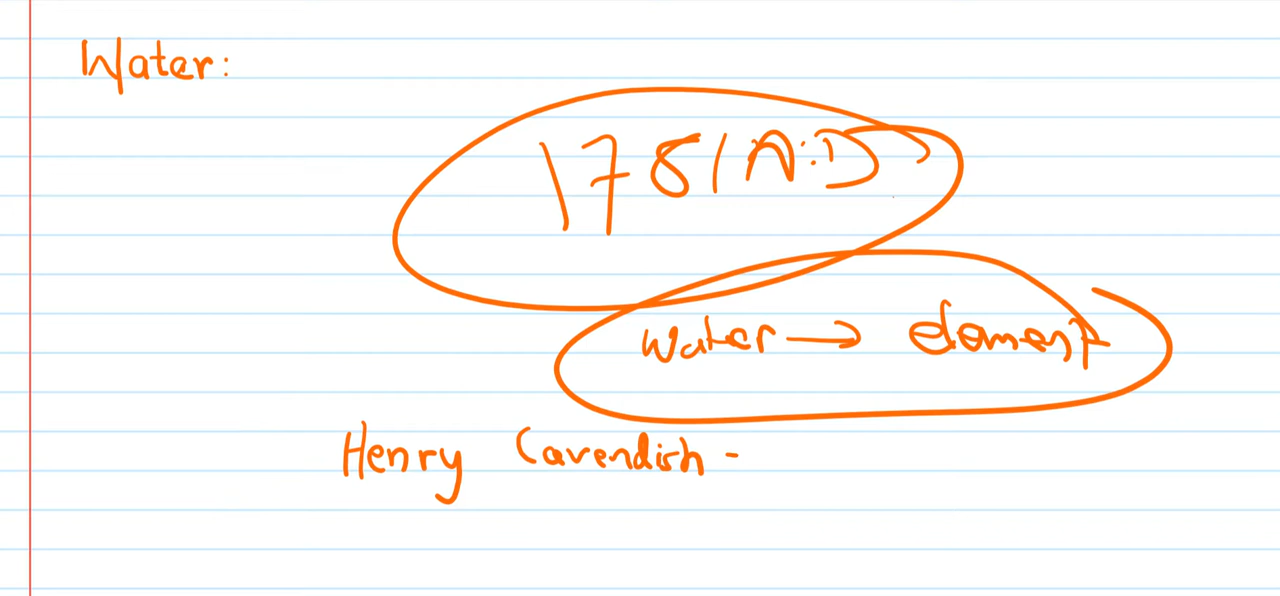 Water:
1781 A.D
Water → element
Henry Cavendish -